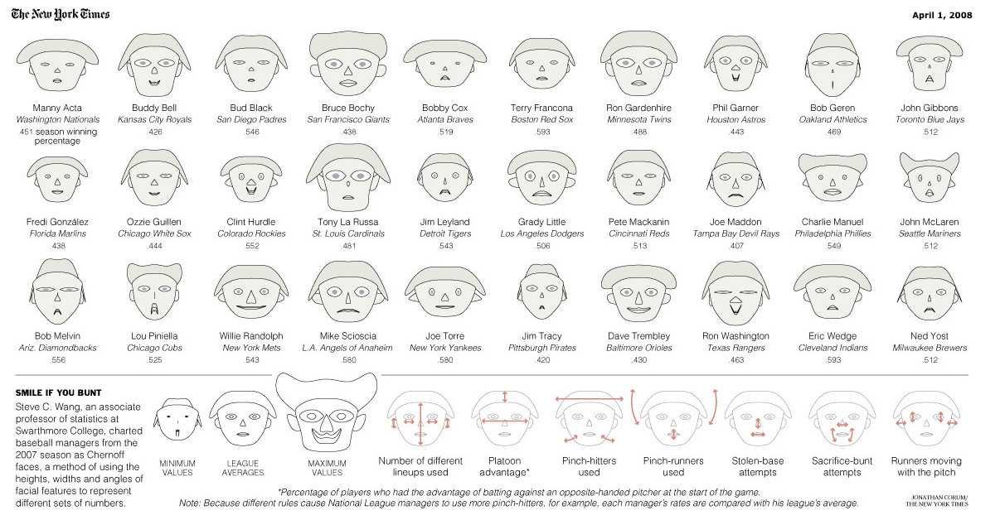 The New York Times
April 1, 2008
Manny Acta
Washington Nationals
.451 season winning
percentage
Buddy Bell
Kansas City Royals
.426
Bud Black
San Diego Padres
.546
Bruce Bochy
San Francisco Giants
.438
Bobby Cox
Atlanta Braves
.519
Terry Francona
Boston Red Sox
.593
Ron Gardenhire
Minnesota Twins
.488
Phil Garner
Houston Astros
.443
Bob Geren
Oakland Athletics
.469
John Gibbons
Toronto Blue Jays
.512
Fredi González
Florida Marlins
.438
Ozzie Guillen
Chicago White Sox
.444
Clint Hurdle
Colorado Rockies
.552
Tony La Russa
St. Louis Cardinals
.481
Jim Leyland
Detroit Tigers
.543
Grady Little
Los Angeles Dodgers
.506
Pete Mackanin
Cincinnati Reds
.513
Joe Maddon
Tampa Bay Devil Rays
.407
Charlie Manuel
Philadelphia Phillies
.549
John McLaren
Seattle Mariners
.512
Bob Melvin
Ariz. Diamondbacks
.556
Lou Piniella
Chicago Cubs
.525
Willie Randolph
New York Mets
.543
Mike Scioscia
L.A. Angels of Anaheim
.580
Joe Torre
New York Yankees
.580
Jim Tracy
Pittsburgh Pirates
.420
Dave Trembley
Baltimore Orioles
.430
Ron Washington
Texas Rangers
.463
Eric Wedge
Cleveland Indians
.593
Ned Yost
Milwaukee Brewers
.512
SMILE IF YOU BUNT
Steve C. Wang, an associate
professor of statistics at
Swarthmore College, charted
baseball managers from the
2007 season as Chernoff
faces, a method of using the
heights, widths and angles of
facial features to represent
different sets of numbers.
MINIMUM
VALUES
LEAGUE
AVERAGES
MAXIMUM
VALUES
Number of different
lineups used
Platoon
advantage*
Pinch-hitters
used
Pinch-runners
used
Stolen-base
attempts
Sacrifice-bunt
attempts
Runners moving
with the pitch
*Percentage of players who had the advantage of batting against an opposite-handed pitcher at the start of the game.
Note: Because different rules cause National League managers to use more pinch-hitters, for example, each manager's rates are compared with his league's average.
JONATHAN CORUM/
THE NEW YORK TIMES